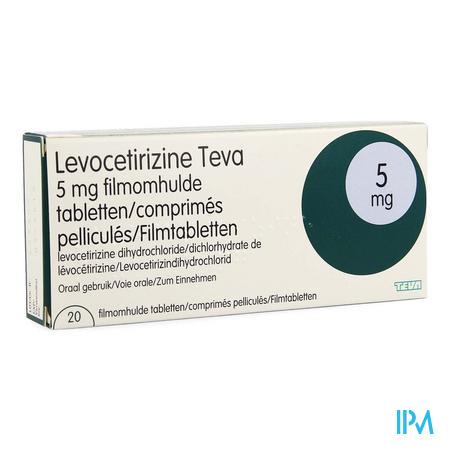 Levocetirizine Teva
5 mg filmomhulde
tabletten/comprimés
pelliculés/Filmtabletten
levocetirizine dihydrochloride/dichlorhydrate de
lévocétirizine/Levocetirizindihydrochlorid
Oraal gebruik/Voie orale/Zum Einnehmen
20 filmomhulde tabletten/comprimés pelliculés/Filmtabletten
5
mg
TEVA
IPM